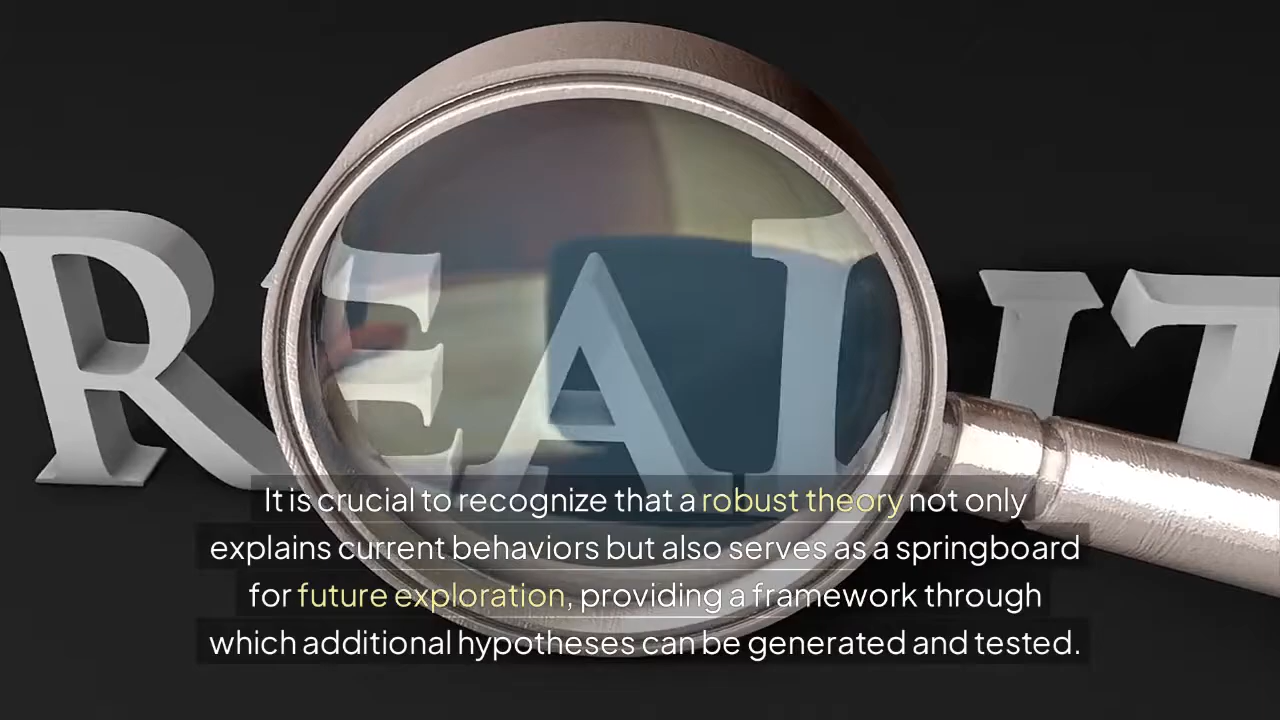 REALIT
It is crucial to recognize that a robust theory not only
explains current behaviors but also serves as a springboard
for future exploration, providing a framework through
which additional hypotheses can be generated and tested.